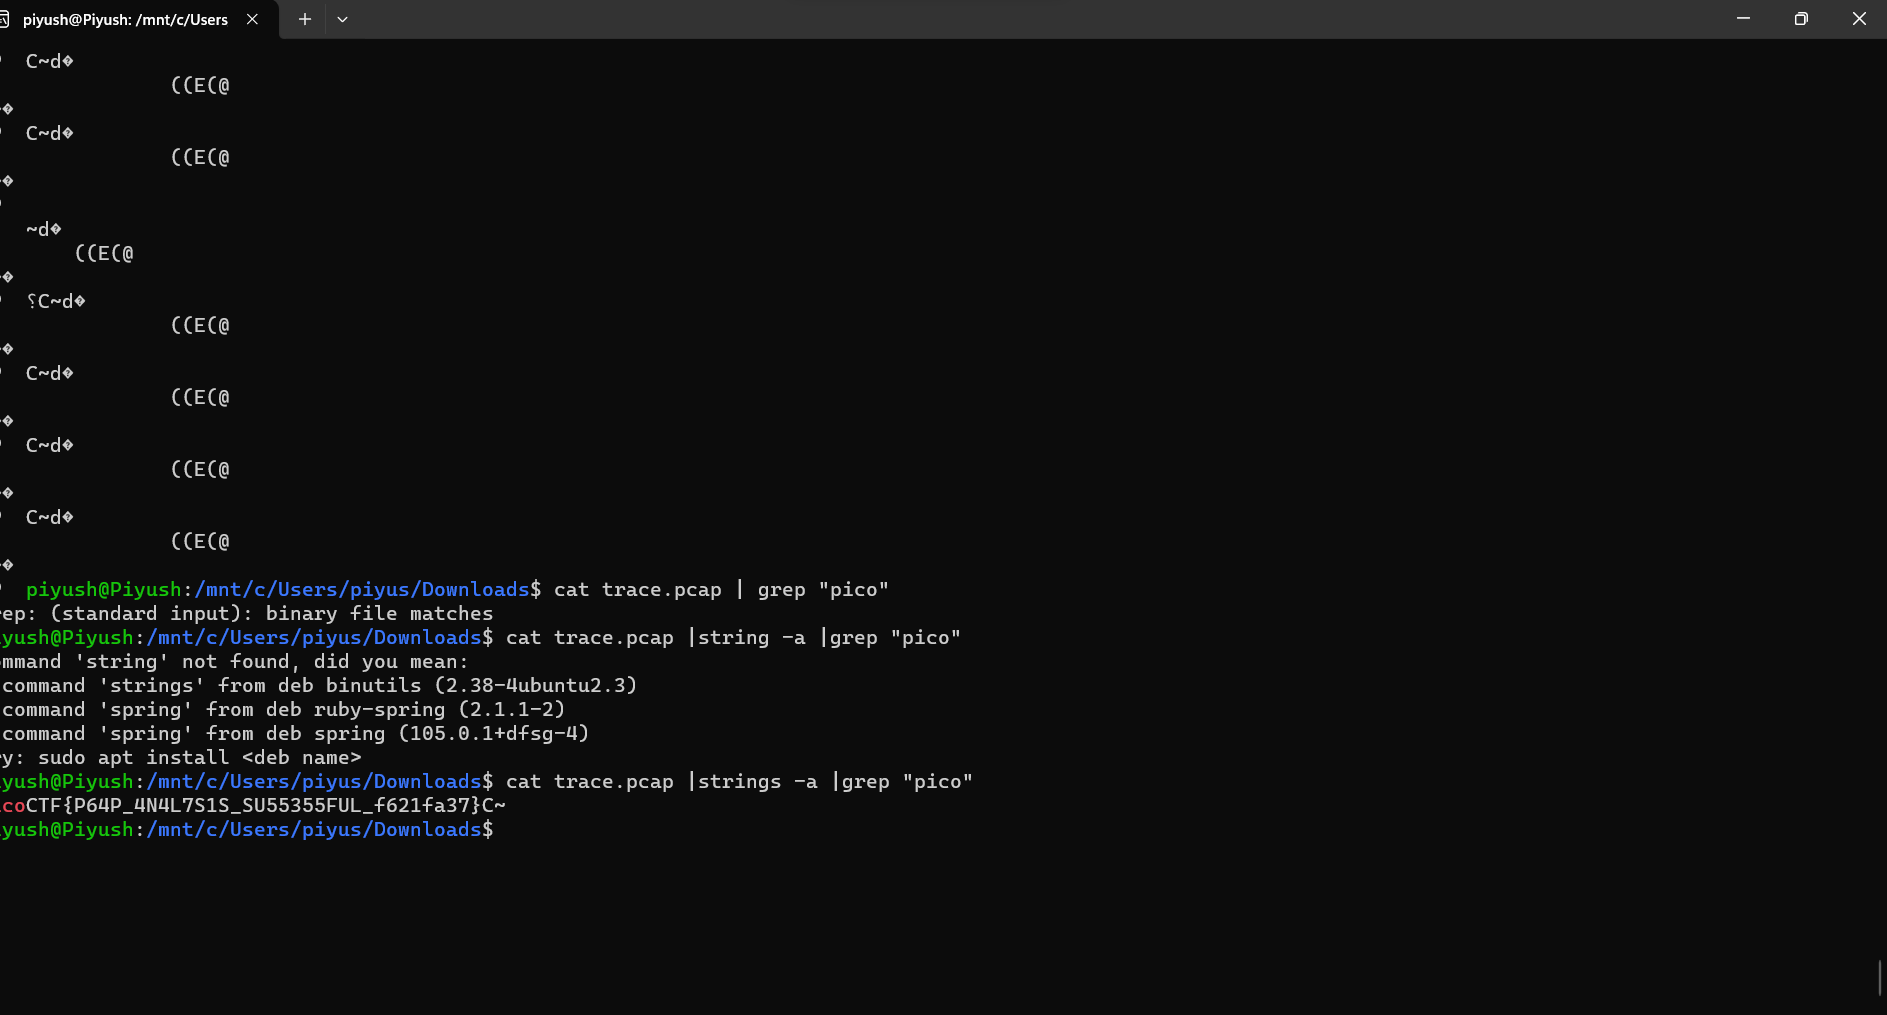 piyush@Piyush: /mnt/c/Users
C~d�
((E(@
�
C~d�
((E(@
�
~d�
((E(@
�
؟C~d�
((E(@
�
C~d�
((E(@
�
C~d�
((E(@
�
C~d�
((E(@
�
piyush@Piyush:/mnt/c/Users/piyus/Downloads$ cat trace.pcap | grep "pico"
ep: (standard input): binary file matches
yush@Piyush:/mnt/c/Users/piyus/Downloads$ cat trace.pcap |string -a |grep "pico"
mmand 'string' not found, did you mean:
command 'strings' from deb binutils (2.38-4ubuntu2.3)
command 'spring' from deb ruby-spring (2.1.1-2)
command 'spring' from deb spring (105.0.1+dfsg-4)
y: sudo apt install <deb name>
yush@Piyush:/mnt/c/Users/piyus/Downloads$ cat trace.pcap |strings -a |grep "pico"
coCTF{P64P_4N4L7S1S_SU55355FUL_f621fa37}C~
yush@Piyush:/mnt/c/Users/piyus/Downloads$